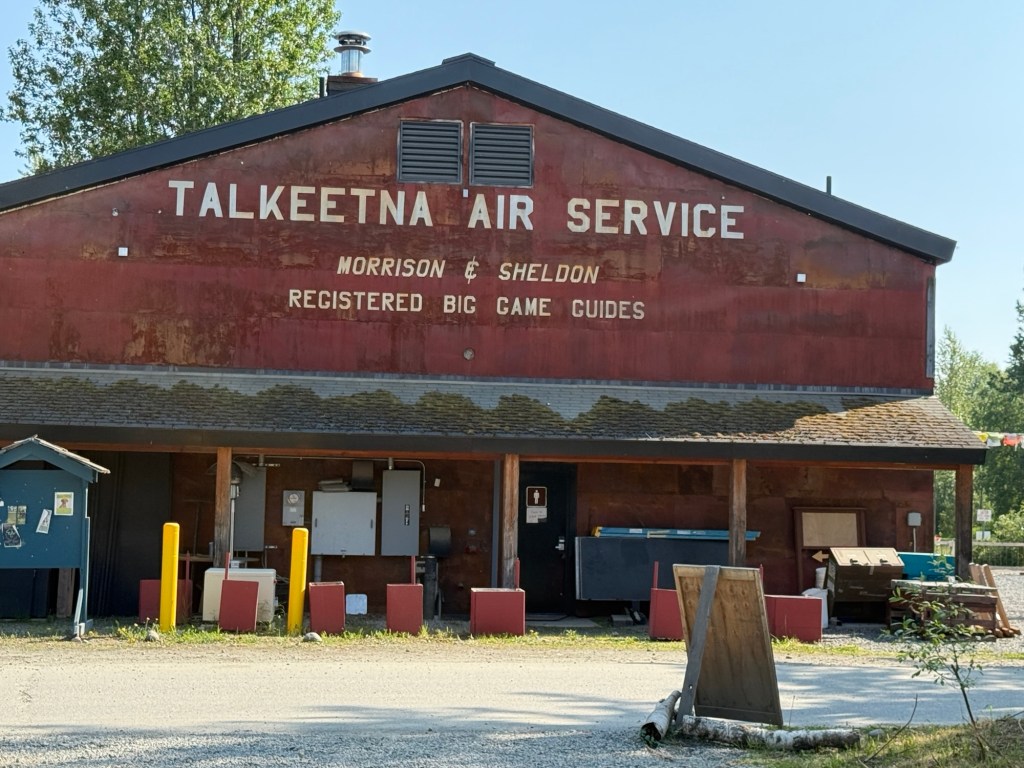 TALKEETNA AIR SERVICE
MORRISON & SHELDON
REGISTERED BIG GAME GUIDES